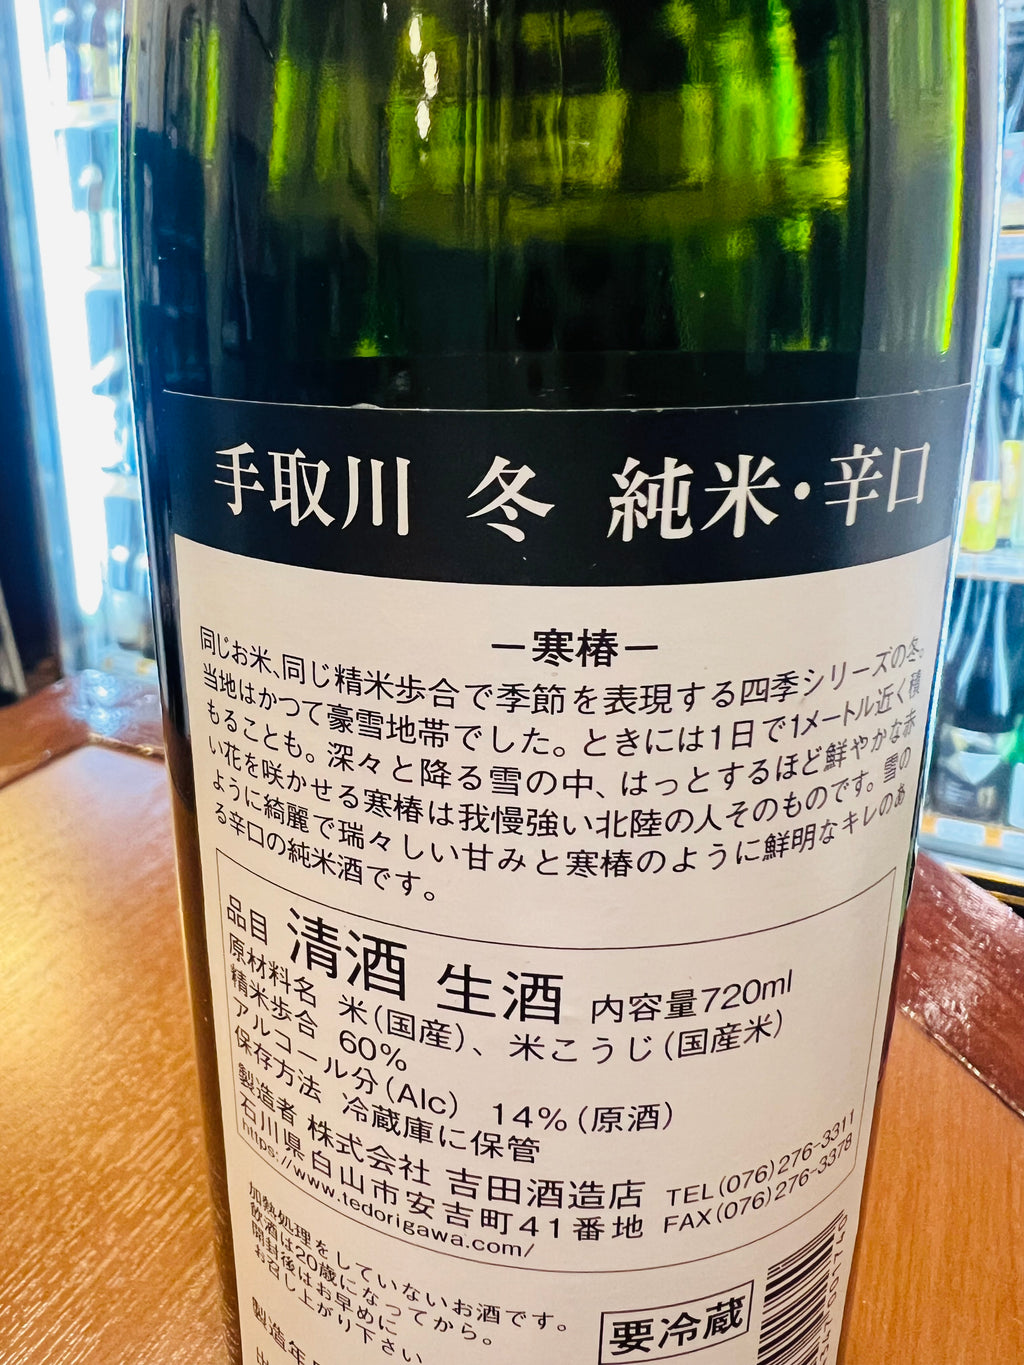 手取川 冬 純米・辛口
－寒椿－
同じお米、同じ精米歩合で季節を表現する四季シリーズの冬。
当地はかつて豪雪地帯でした。ときには1日で1メートル近く積
もることも。深々と降る雪の中、はっとするほど鮮やかな赤
い花を咲かせる寒椿は我慢強い北陸の人そのものです。雪の
ように綺麗で瑞々しい甘みと寒椿のように鮮明なキレのあ
る辛口の純米酒です。
品目 清酒 生酒 内容量720ml
原材料名 米(国産)、米こうじ(国産米)
精米歩合 60%
アルコール分(Alc) 14%(原酒)
保存方法 冷蔵庫に保管
製造者 株式会社 吉田酒造店 TEL(076)276-3311
石川県白山市安吉町41番地 FAX(076)276-3378
https://www.tedorigawa.com/
加熱処理をしていないお酒です。
飲酒は20歳になってから。
開封後はお早めに
お召し上がり下さい
要冷蔵
製造年